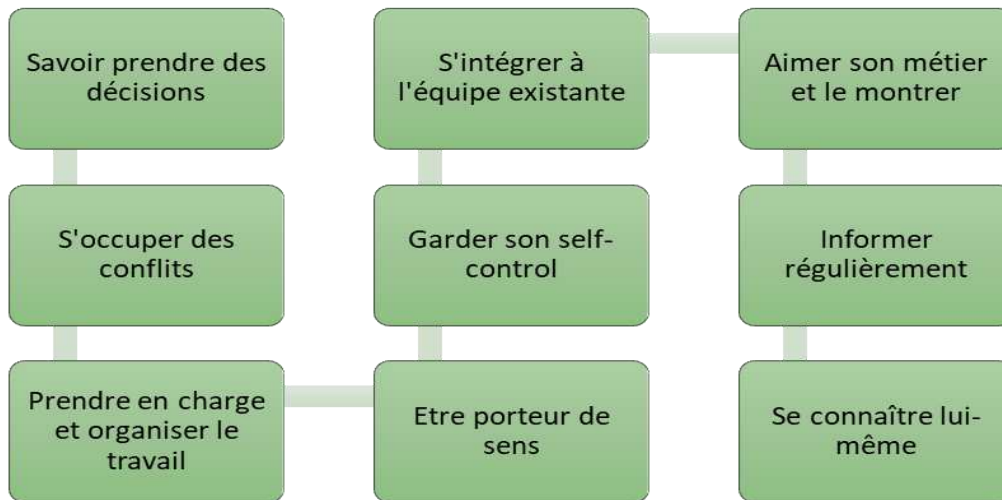 Savoir prendre des
décisions
S'occuper des
conflits
Prendre en charge
et organiser le
travail
Etre porteur de
sens
Garder son self-
control
S'intégrer à
l'équipe existante
Aimer son métier
et le montrer
Informer
régulièrement
Se connaître lui-
même